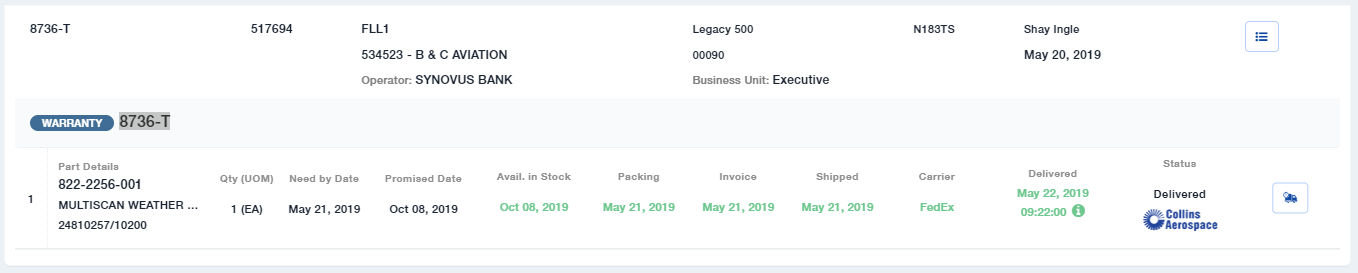 8736-T 517694 FLL1 Legacy 500 N183TS Shay Ingle
534523 - B & C AVIATION 00090 May 20, 2019
Operator: SYNOVUS BANK Business Unit: Executive
WARRANTY 8736-T
Part Details Qty (UOM) Need by Date Promised Date Avail. in Stock Packing Invoice Shipped Carrier Delivered Status
1 822-2256-001 1 (EA) May 21, 2019 Oct 08, 2019 Oct 08, 2019 May 21, 2019 May 21, 2019 May 21, 2019 FedEx May 22, 2019 Delivered
MULTISCAN WEATHER ... 09:22:00 Collins
24810257/10200 Aerospace